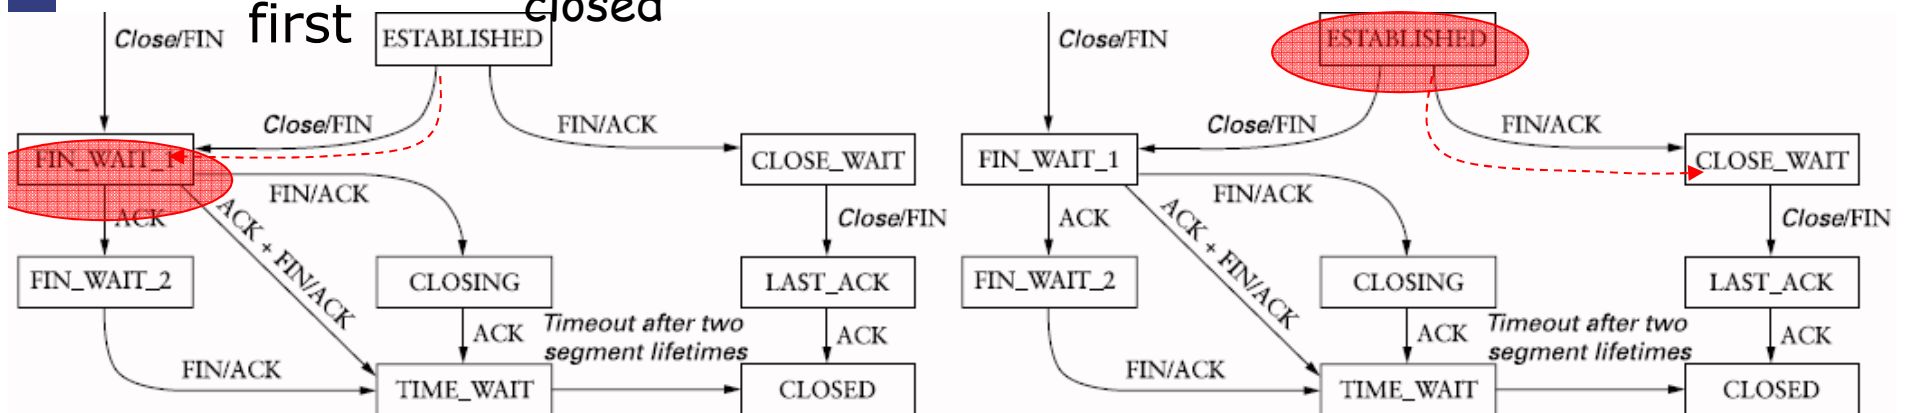 first
closed
Close/FIN
ESTABLISHED
Close/FIN
FIN/ACK
FIN_WAIT_1
CLOSE_WAIT
FIN/ACK
ACK
ACK + FIN/ACK
Close/FIN
FIN_WAIT_2
CLOSING
LAST_ACK
ACK
Timeout after two
segment lifetimes
ACK
FIN/ACK
TIME_WAIT
CLOSED
Close/FIN
ESTABLISHED
Close/FIN
FIN/ACK
FIN_WAIT_1
CLOSE_WAIT
FIN/ACK
ACK
ACK + FIN/ACK
Close/FIN
FIN_WAIT_2
CLOSING
LAST_ACK
ACK
Timeout after two
segment lifetimes
ACK
FIN/ACK
TIME_WAIT
CLOSED